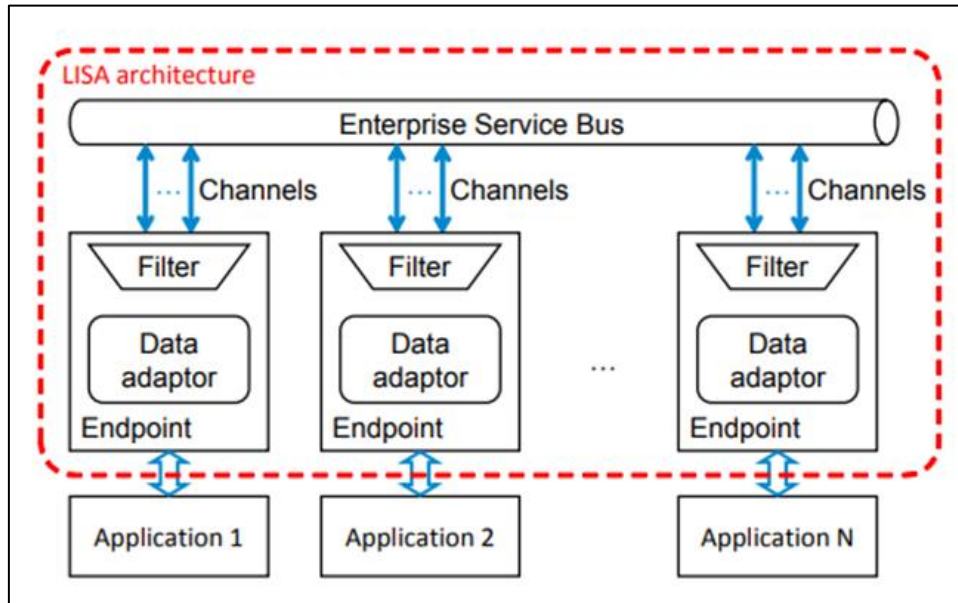 LISA architecture
Enterprise Service Bus
... Channels ... Channels ... Channels
Filter Filter Filter
Data Data Data
adaptor adaptor ... adaptor
Endpoint Endpoint Endpoint
Application 1 Application 2 Application N